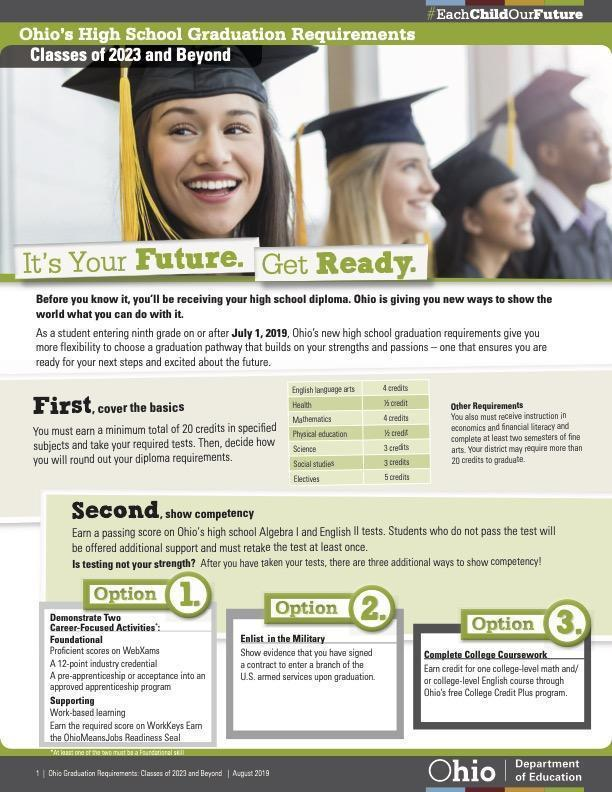 #EachChildOurFuture
Ohio's High School Graduation Requirements
Classes of 2023 and Beyond
It's Your Future. Get Ready.
Before you know it, you'll be receiving your high school diploma. Ohio is giving you new ways to show the
world what you can do with it.
As a student entering ninth grade on or after July 1, 2019, Ohio's new high school graduation requirements give you
more flexibility to choose a graduation pathway that builds on your strengths and passions – one that ensures you are
ready for your next steps and excited about the future.
First, cover the basics
You must earn a minimum total of 20 credits in specified
subjects and take your required tests. Then, decide how
you will round out your diploma requirements.
English language arts 4 credits
Health ½ credit
Mathematics 4 credits
Physical education ½ credit
Science 3 credits
Social studies 3 credits
Electives 5 credits
Other Requirements
You also must receive instruction in
economics and financial literacy and
complete at least two semesters of fine
arts. Your district may require more than
20 credits to graduate.
Second, show competency
Earn a passing score on Ohio's high school Algebra I and English II tests. Students who do not pass the test will
be offered additional support and must retake the test at least once.
Is testing not your strength? After you have taken your tests, there are three additional ways to show competency!
Option 1.
Demonstrate Two
Career-Focused Activities*:
Foundational
Proficient scores on WebXams
A 12-point industry credential
A pre-apprenticeship or acceptance into an
approved apprenticeship program
Supporting
Work-based learning
Earn the required score on WorkKeys Earn
the OhioMeansJobs Readiness Seal
*At least one of the two must be a Foundational skill
Option 2.
Enlist in the Military
Show evidence that you have signed
a contract to enter a branch of the
U.S. armed services upon graduation.
Option 3.
Complete College Coursework
Earn credit for one college-level math and/
or college-level English course through
Ohio's free College Credit Plus program.
1 | Ohio Graduation Requirements: Classes of 2023 and Beyond | August 2019
Ohio | Department
of Education